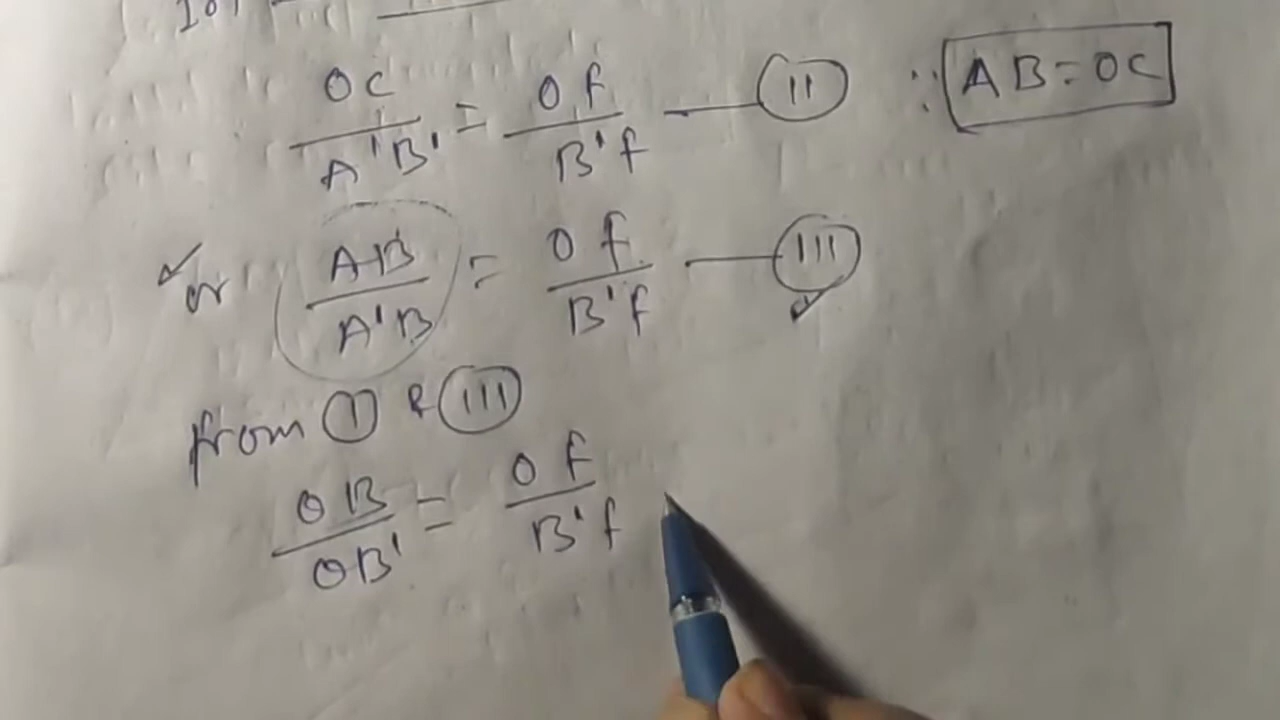 OC/A'B' = Of/B'f — (II) ∵ AB = OC
✓ or AB/A'B = Of/B'f — (III) ✓
from (I) & (III)
OB/OB' = Of/B'f